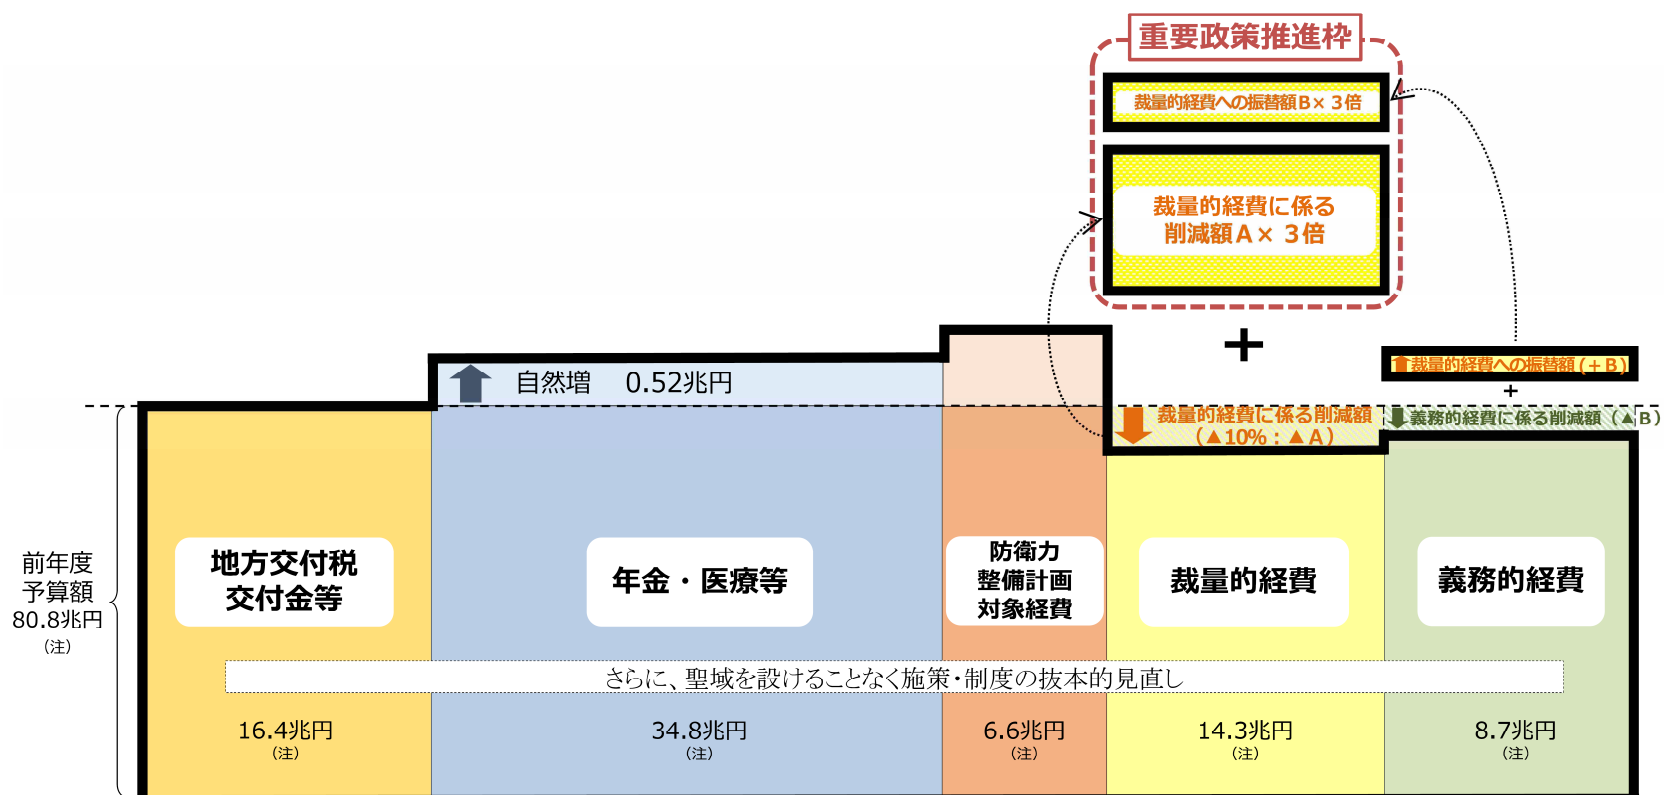 重要政策推進枠
裁量的経費への振替額B×３倍
裁量的経費に係る
削減額A×３倍
+
裁量的経費への振替額(+B)
+
自然増　0.52兆円
裁量的経費に係る削減額
（▲10%：▲A）
義務的経費に係る削減額（▲B）
前年度
予算額
80.8兆円
（注）
地方交付税
交付金等
年金・医療等
防衛力
整備計画
対象経費
裁量的経費
義務的経費
さらに、聖域を設けることなく施策・制度の抜本的見直し
16.4兆円
（注）
34.8兆円
（注）
6.6兆円
（注）
14.3兆円
（注）
8.7兆円
（注）